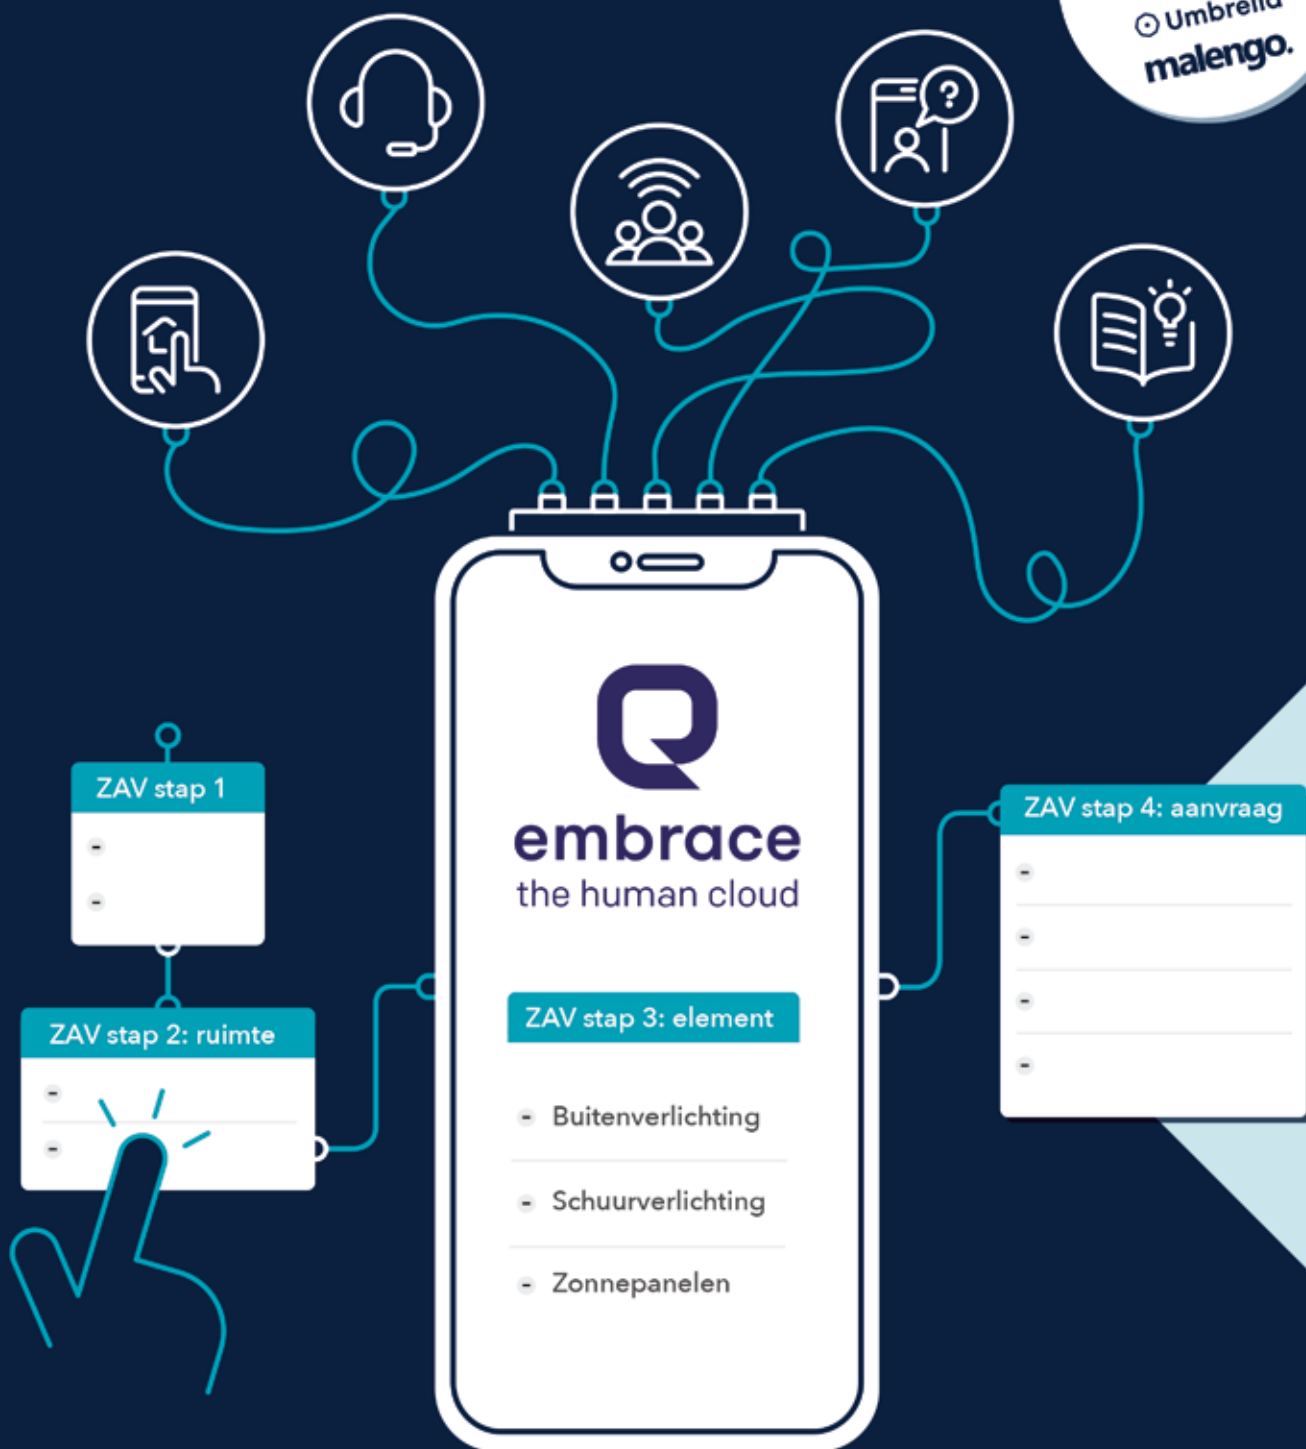 Umbrella
malengo.
embrace
the human cloud
ZAV stap 1
-
-
ZAV stap 2: ruimte
-
-
ZAV stap 3: element
- Buitenverlichting
- Schuurverlichting
- Zonnepanelen
ZAV stap 4: aanvraag
-
-
-
-
?